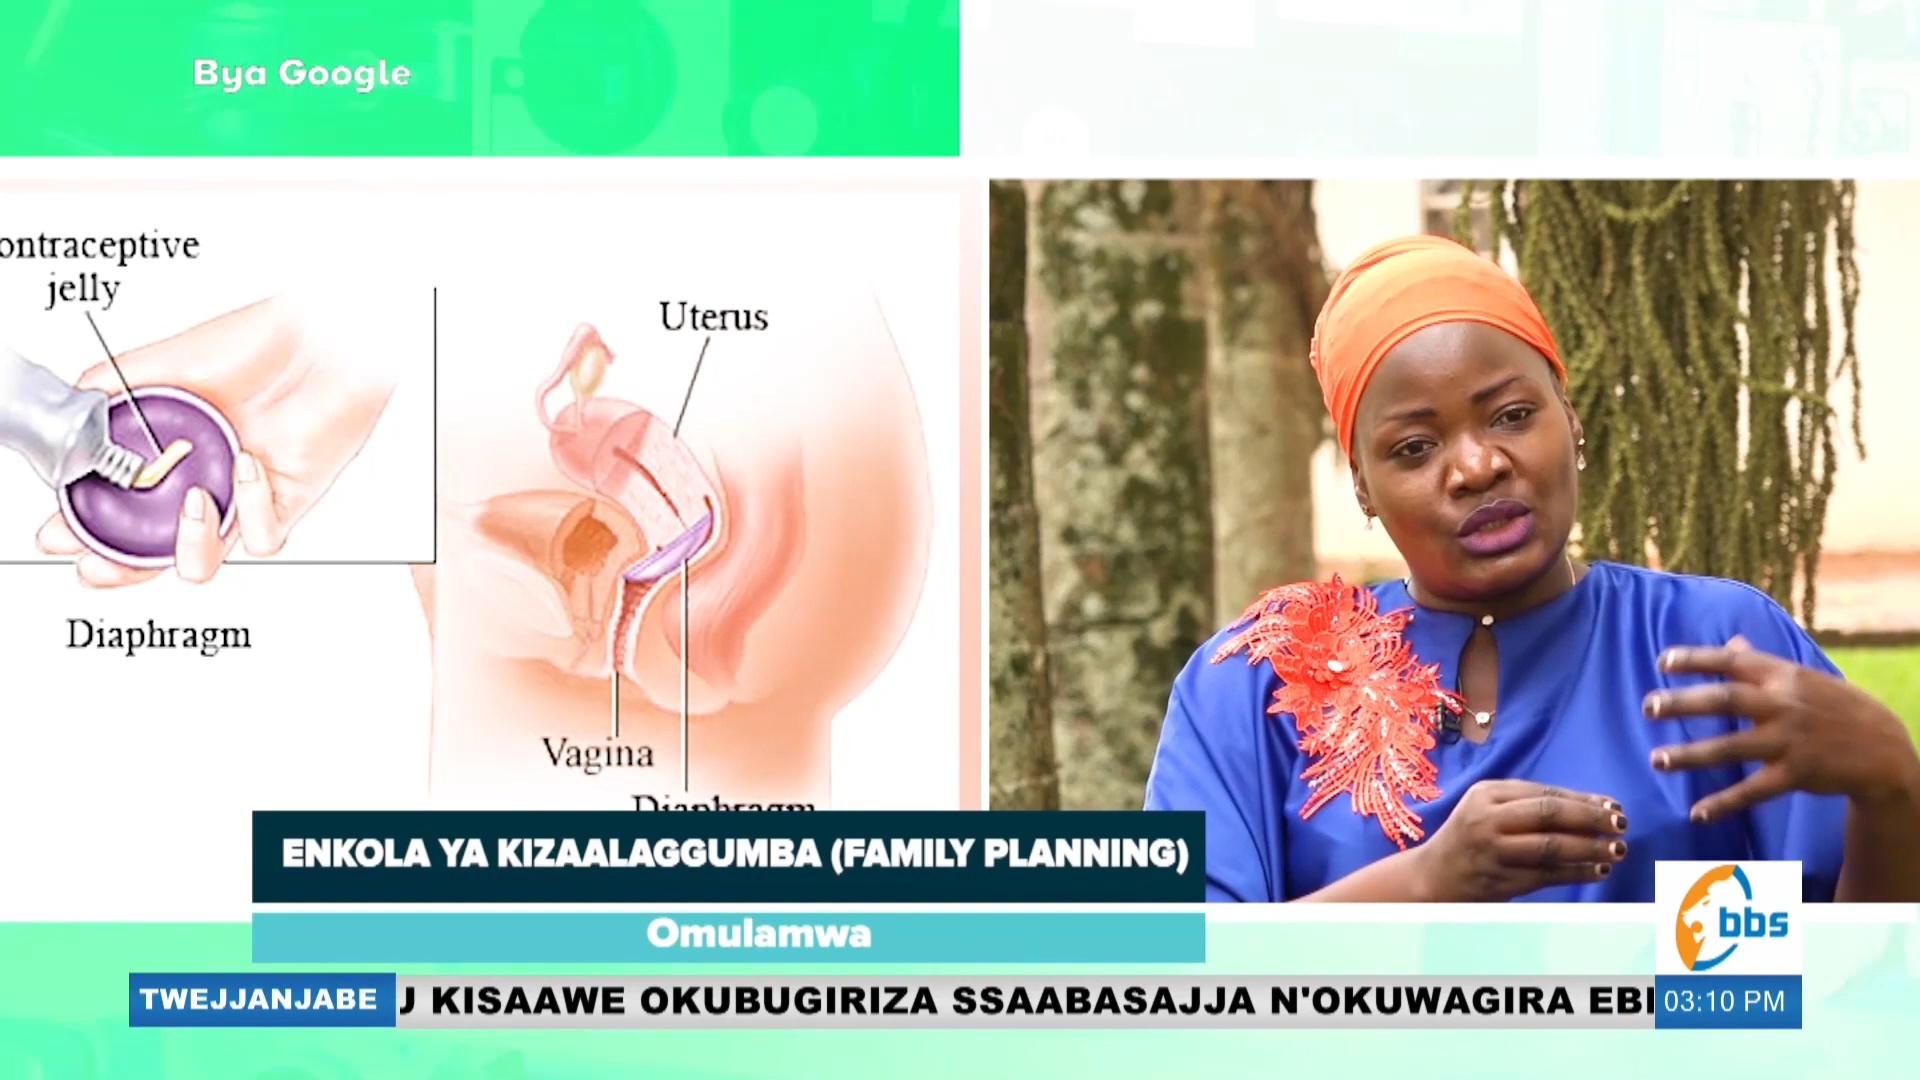 Bya Google
ontraceptive
jelly
Uterus
Diaphragm
Vagina
Diaphragm
ENKOLA YA KIZAALAGGUMBA (FAMILY PLANNING)
Omulamwa
bbs
TWEJJANJABE
J KISAAWE OKUBUGIRIZA SSAABASAJJA N'OKUWAGIRA EBI
03:10 PM